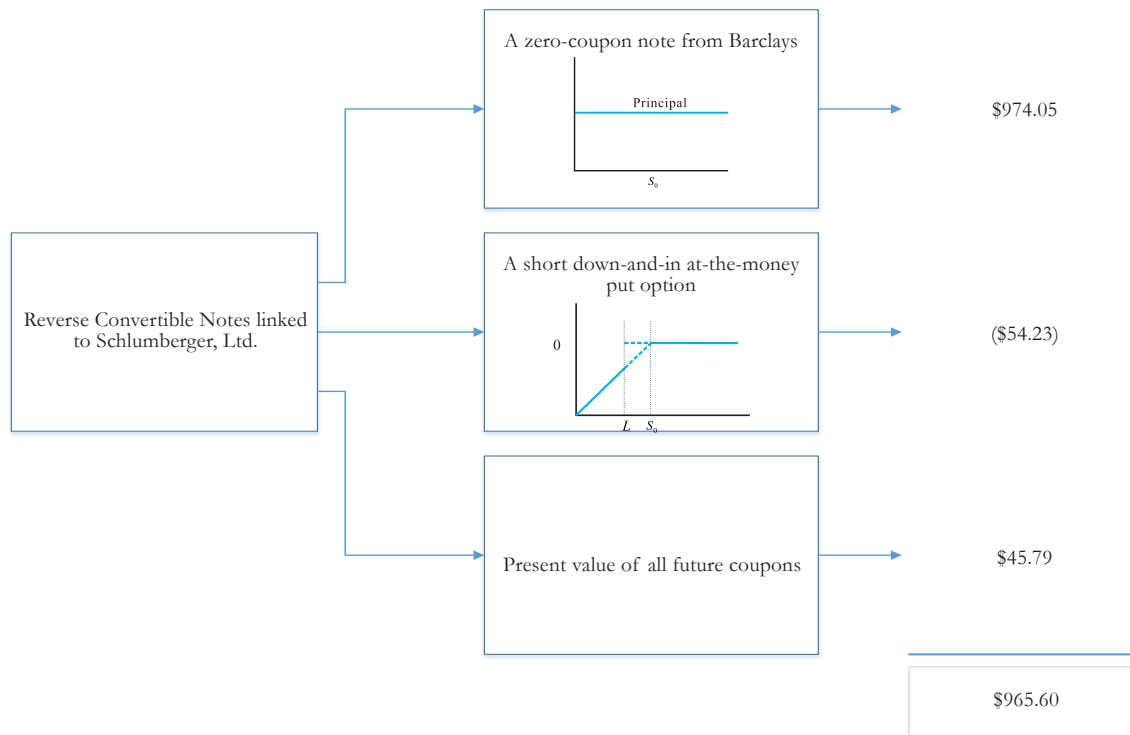 A zero-coupon note from Barclays
Principal
S₀
$974.05
Reverse Convertible Notes linked
to Schlumberger, Ltd.
A short down-and-in at-the-money
put option
0
L S₀
($54.23)
Present value of all future coupons
$45.79
$965.60